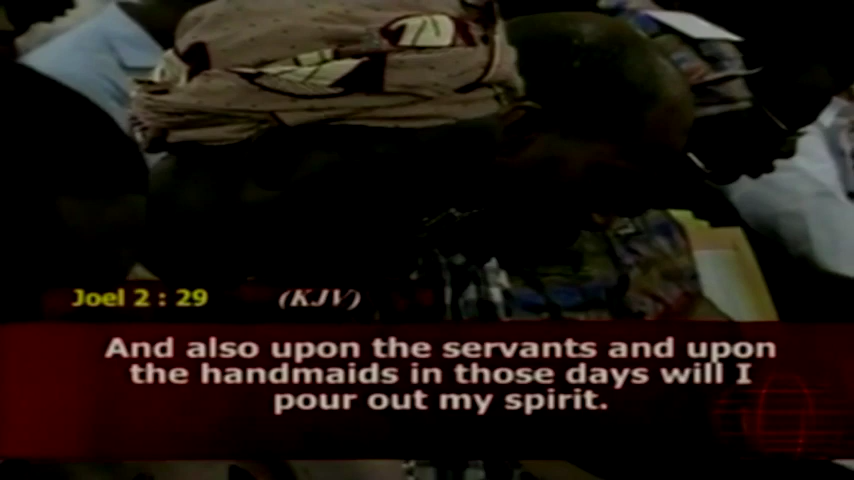 Joel 2 : 29 (KJV)
And also upon the servants and upon
the handmaids in those days will I
pour out my spirit.